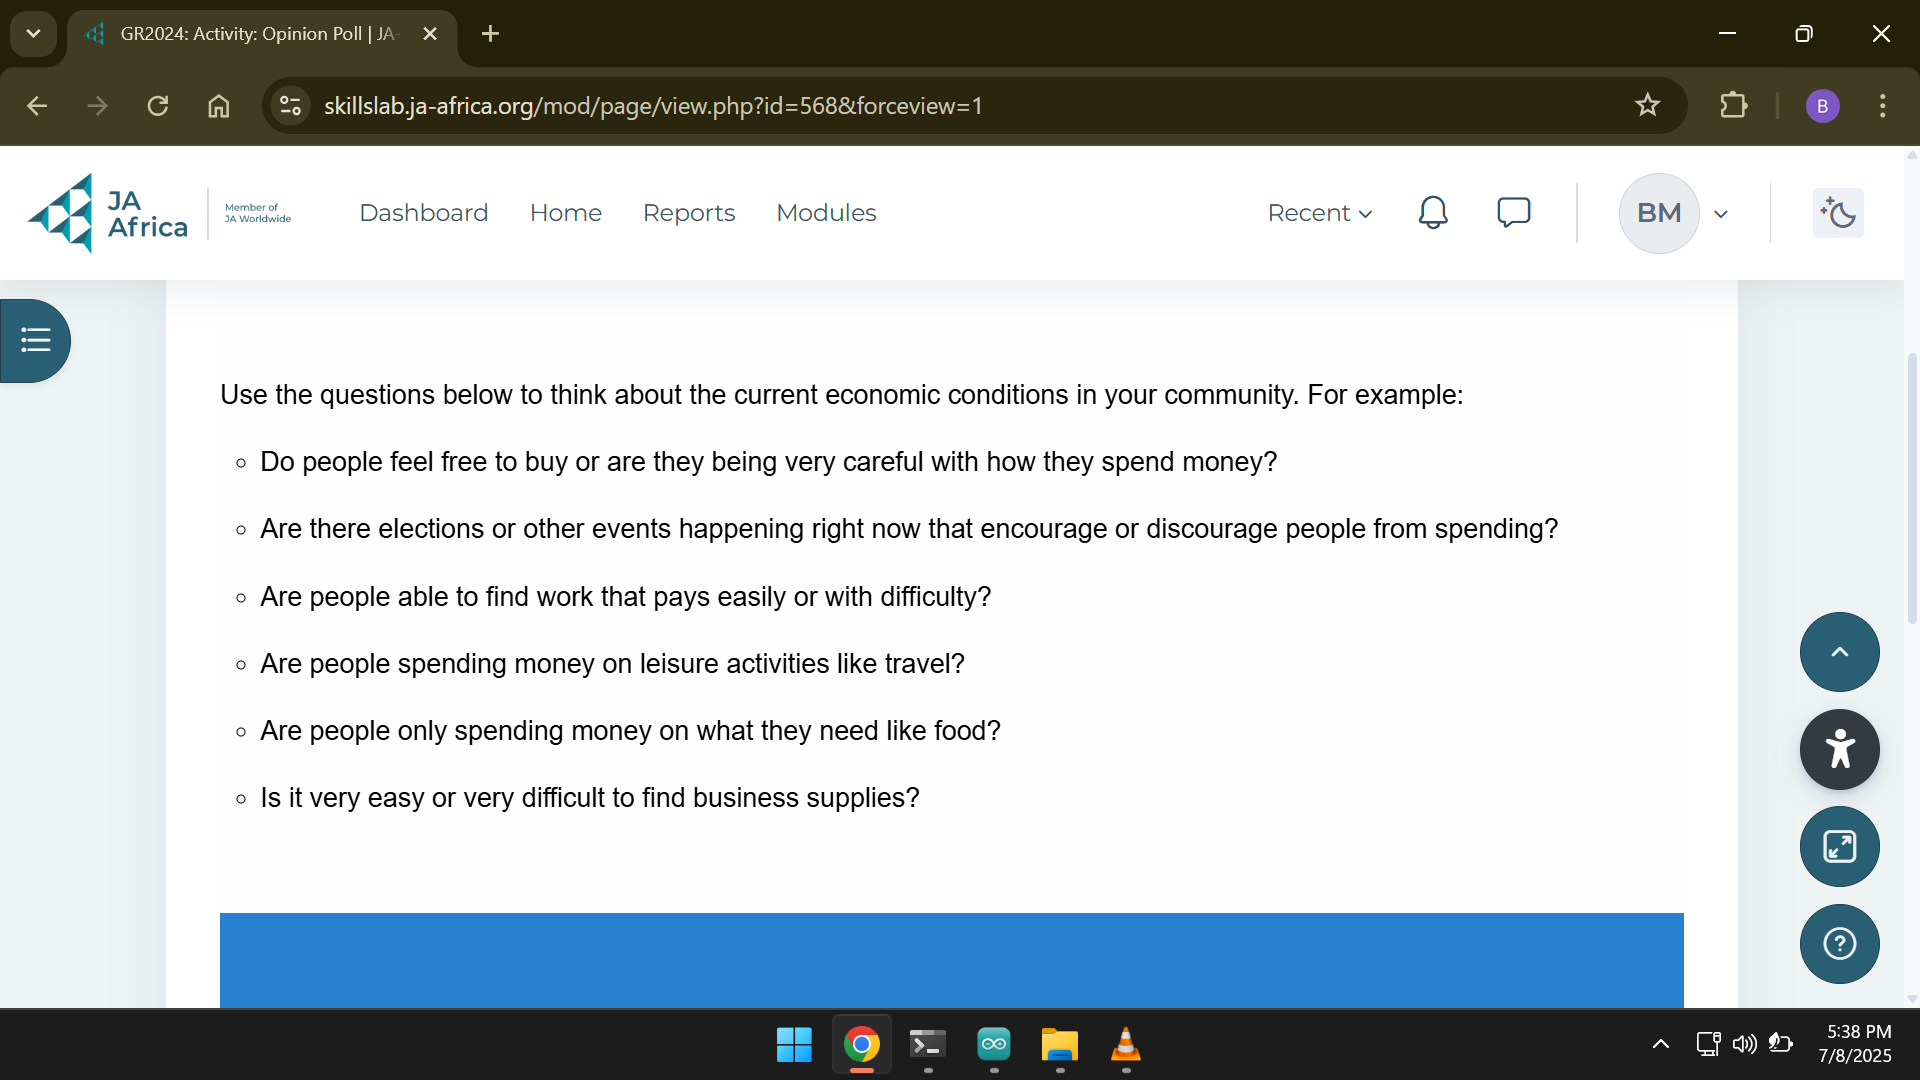 GR2024: Activity: Opinion Poll | JA-
skillslab.ja-africa.org/mod/page/view.php?id=568&forceview=1
B
JA
Africa
Member of
JA Worldwide
Dashboard
Home
Reports
Modules
Recent
BM
Use the questions below to think about the current economic conditions in your community. For example:
Do people feel free to buy or are they being very careful with how they spend money?
Are there elections or other events happening right now that encourage or discourage people from spending?
Are people able to find work that pays easily or with difficulty?
Are people spending money on leisure activities like travel?
Are people only spending money on what they need like food?
Is it very easy or very difficult to find business supplies?
5:38 PM
7/8/2025